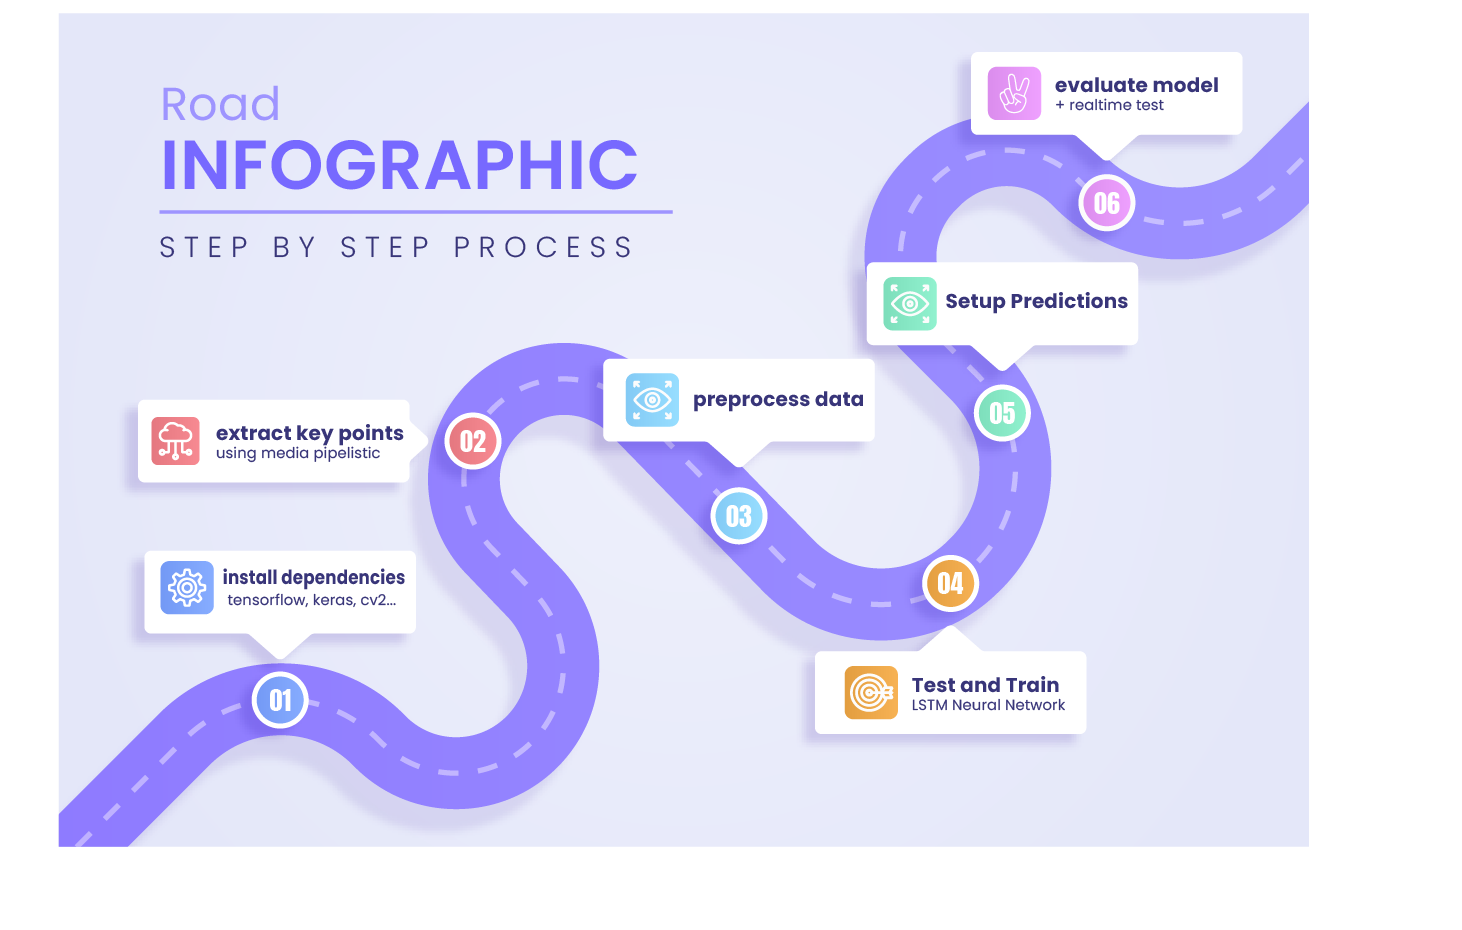 Road
INFOGRAPHIC
STEP BY STEP PROCESS
01
install dependencies
tensorflow, keras, cv2...
02
extract key points
using media pipelistic
03
preprocess data
04
Test and Train
LSTM Neural Network
05
Setup Predictions
06
evaluate model
+ realtime test